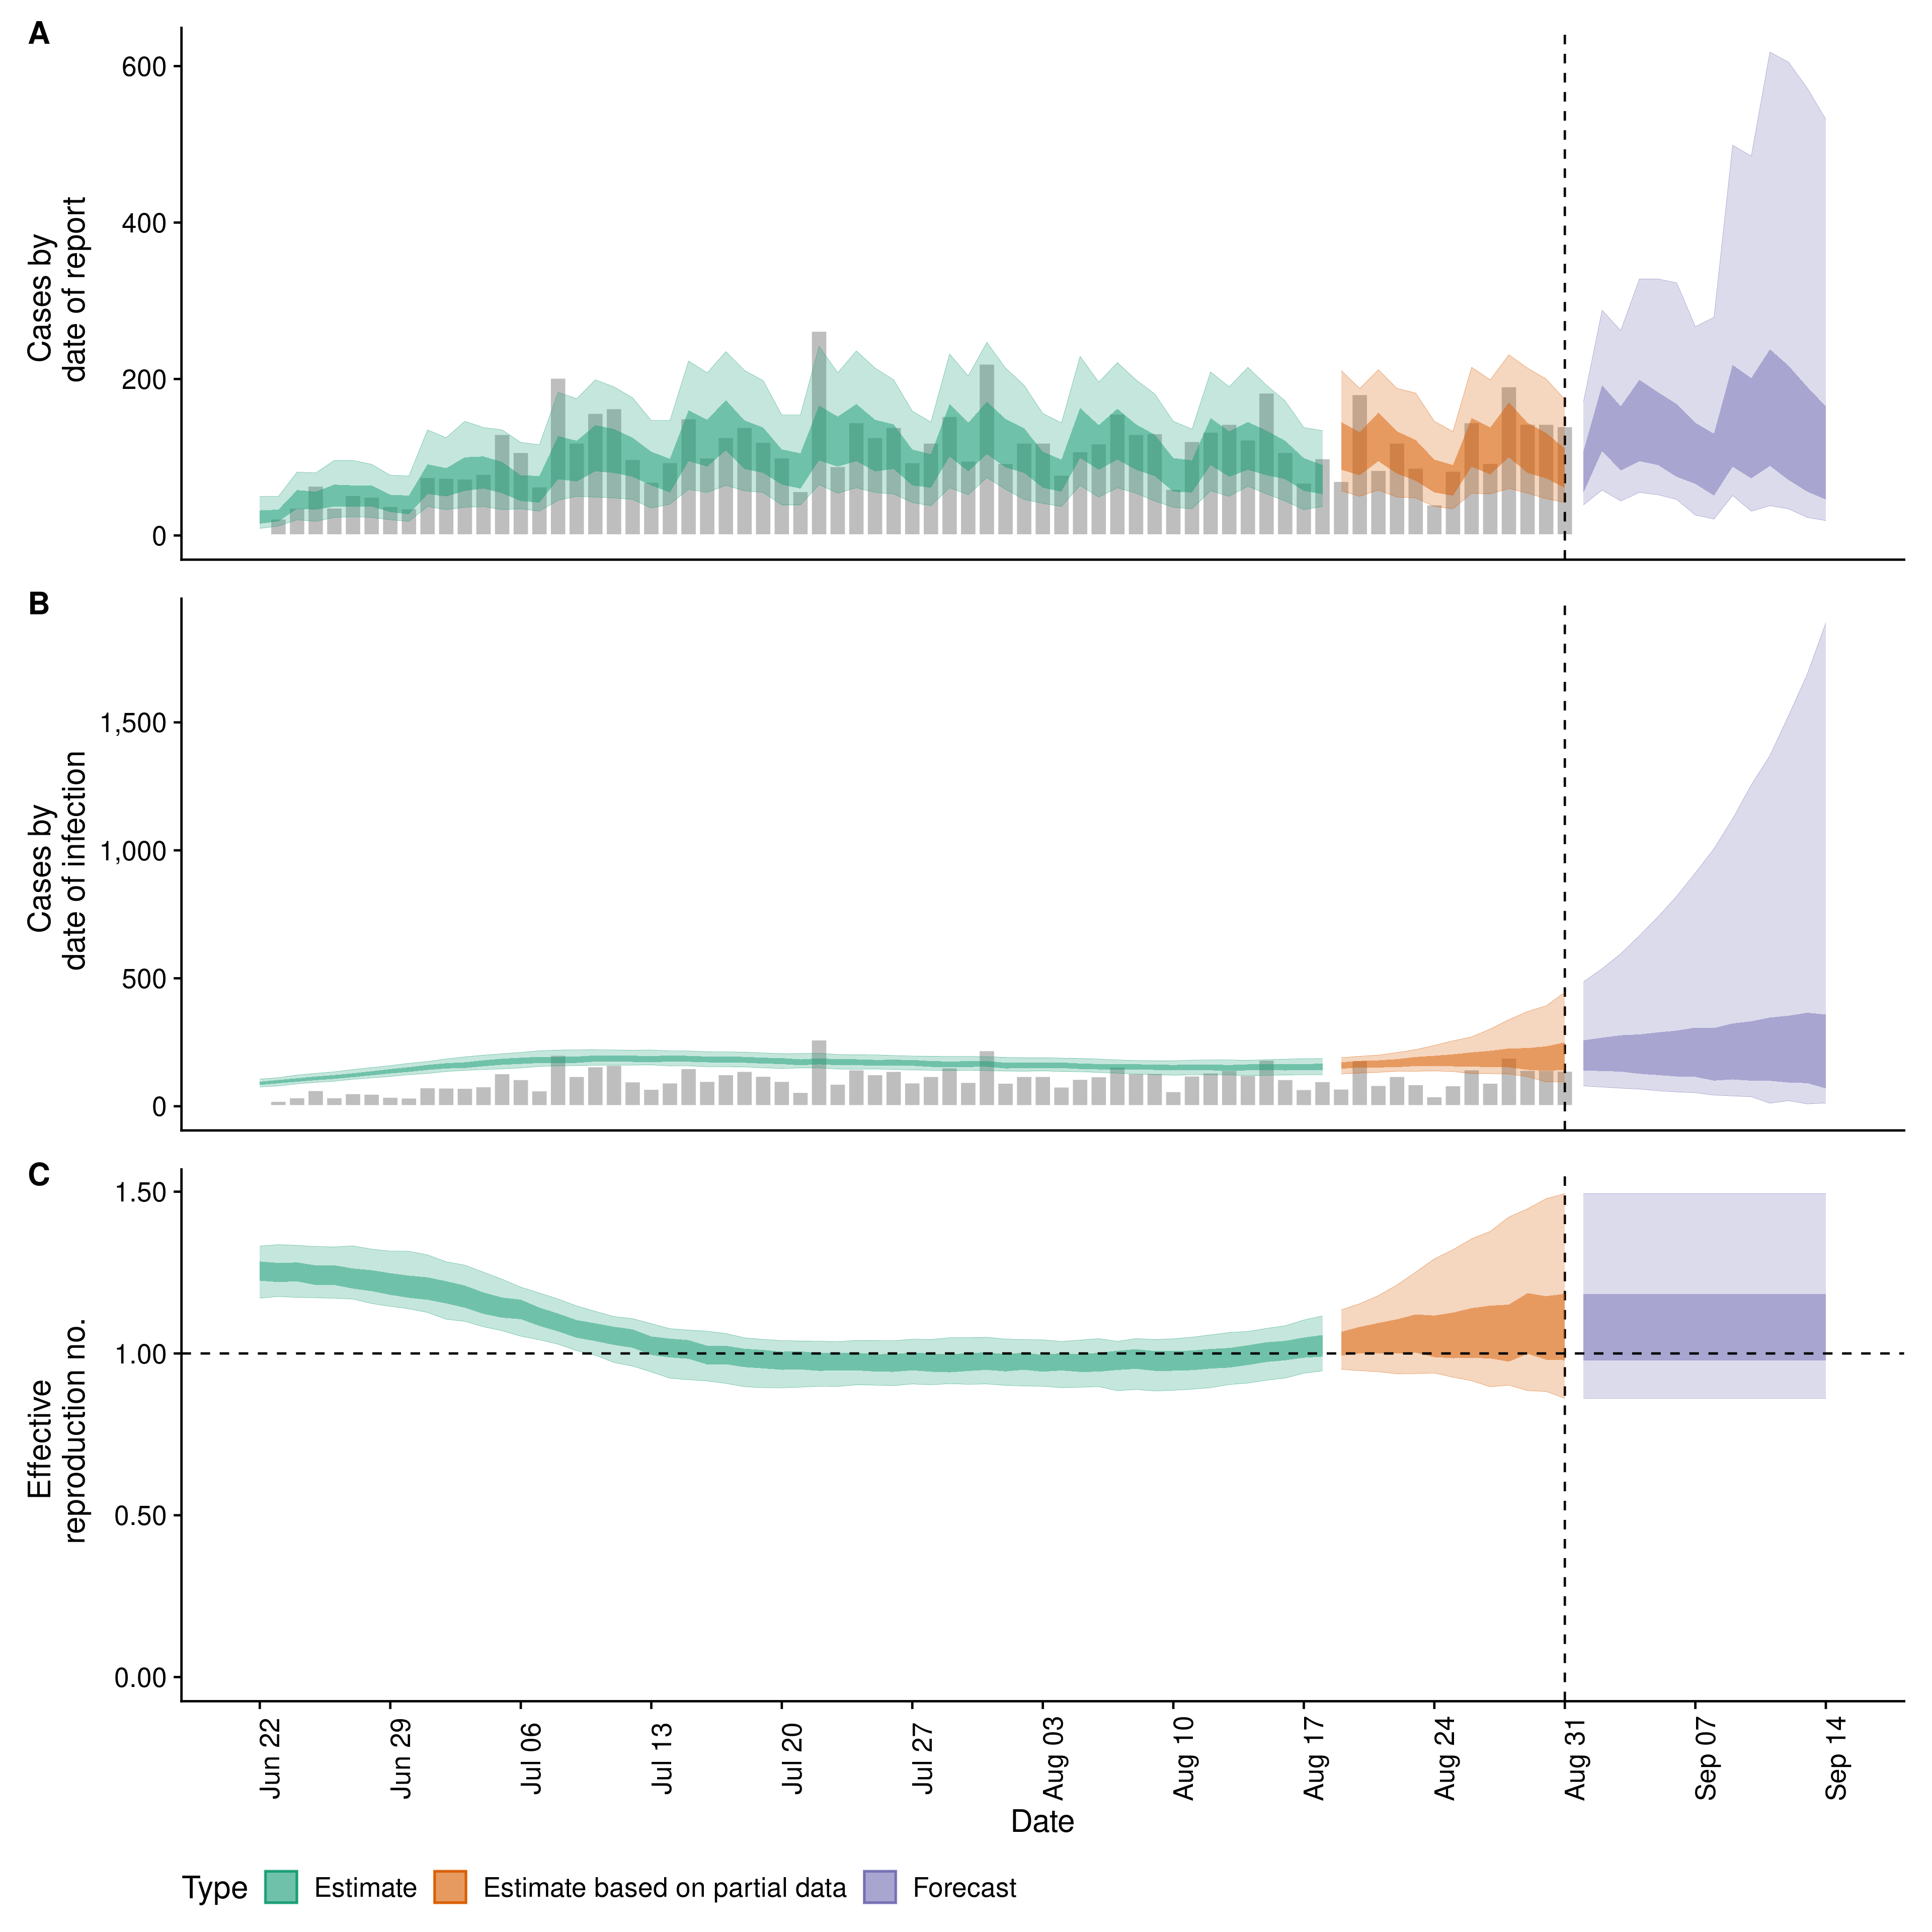 A
600
400
200
0
Cases by
date of report
B
1,500
1,000
500
0
Cases by
date of infection
C
1.50
1.00
0.50
0.00
Effective
reproduction no.
Jun 22
Jun 29
Jul 06
Jul 13
Jul 20
Jul 27
Aug 03
Aug 10
Aug 17
Aug 24
Aug 31
Sep 07
Sep 14
Date
Type Estimate Estimate based on partial data Forecast